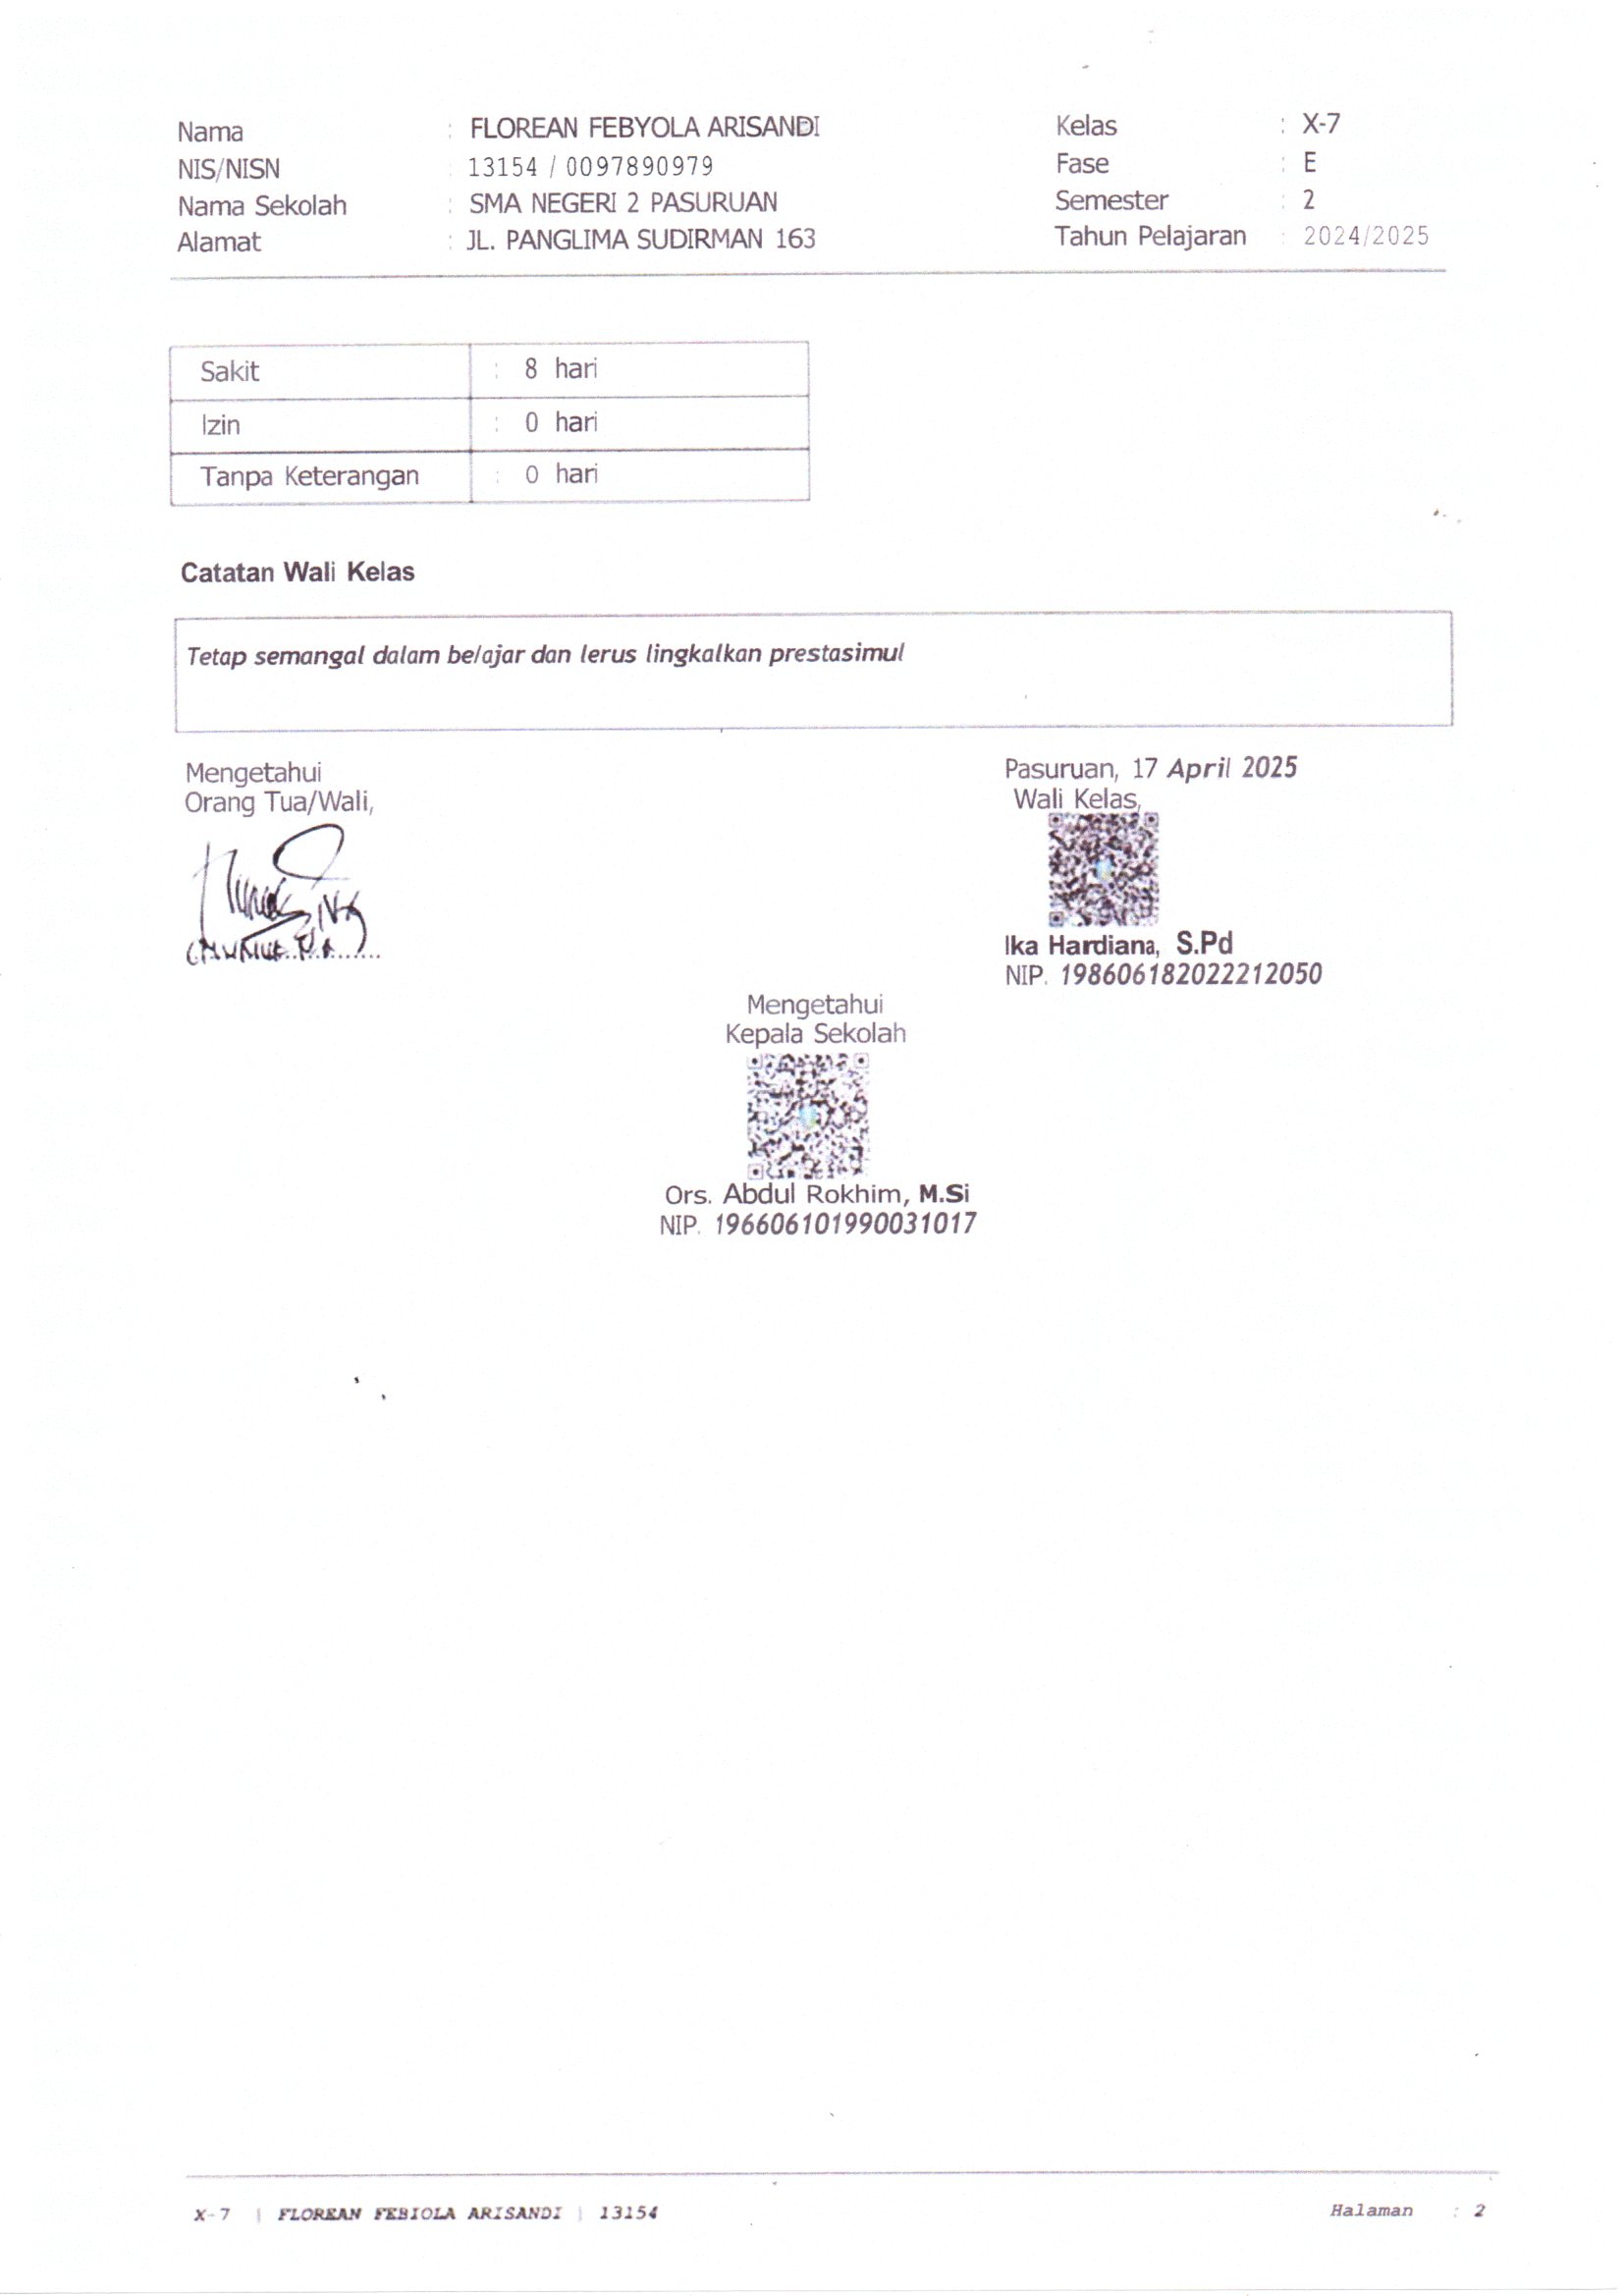 Nama : FLOREAN FEBYOLA ARISANDI Kelas : X-7
NIS/NISN : 13154 / 0097890979 Fase : E
Nama Sekolah : SMA NEGERI 2 PASURUAN Semester : 2
Alamat : JL. PANGLIMA SUDIRMAN 163 Tahun Pelajaran : 2024/2025
Sakit : 8 hari
Izin : 0 hari
Tanpa Keterangan : 0 hari
Catatan Wali Kelas
Tetap semangal dalam belajar dan lerus lingkalkan prestasimul
Mengetahui
Orang Tua/Wali,
Pasuruan, 17 April 2025
Wali Kelas,
Ika Hardiana, S.Pd
NIP. 198606182022212050
Mengetahui
Kepala Sekolah
Ors. Abdul Rokhim, M.Si
NIP. 196606101990031017
X-7 | FLOREAN FEBIOLA ARISANDI | 13154 Halaman : 2